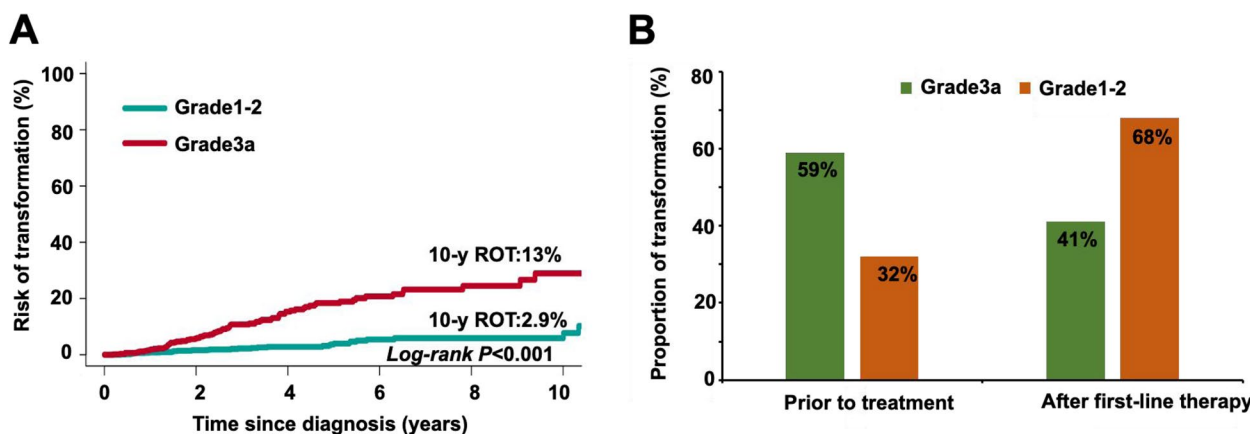 A
Risk of transformation (%)
100
80
60
40
20
0
Grade1-2
Grade3a
10-y ROT:13%
10-y ROT:2.9%
Log-rank P<0.001
0 2 4 6 8 10
Time since diagnosis (years)
B
Proportion of transformation (%)
80
60
40
20
0
Grade3a Grade1-2
59%
32%
41%
68%
Prior to treatment After first-line therapy